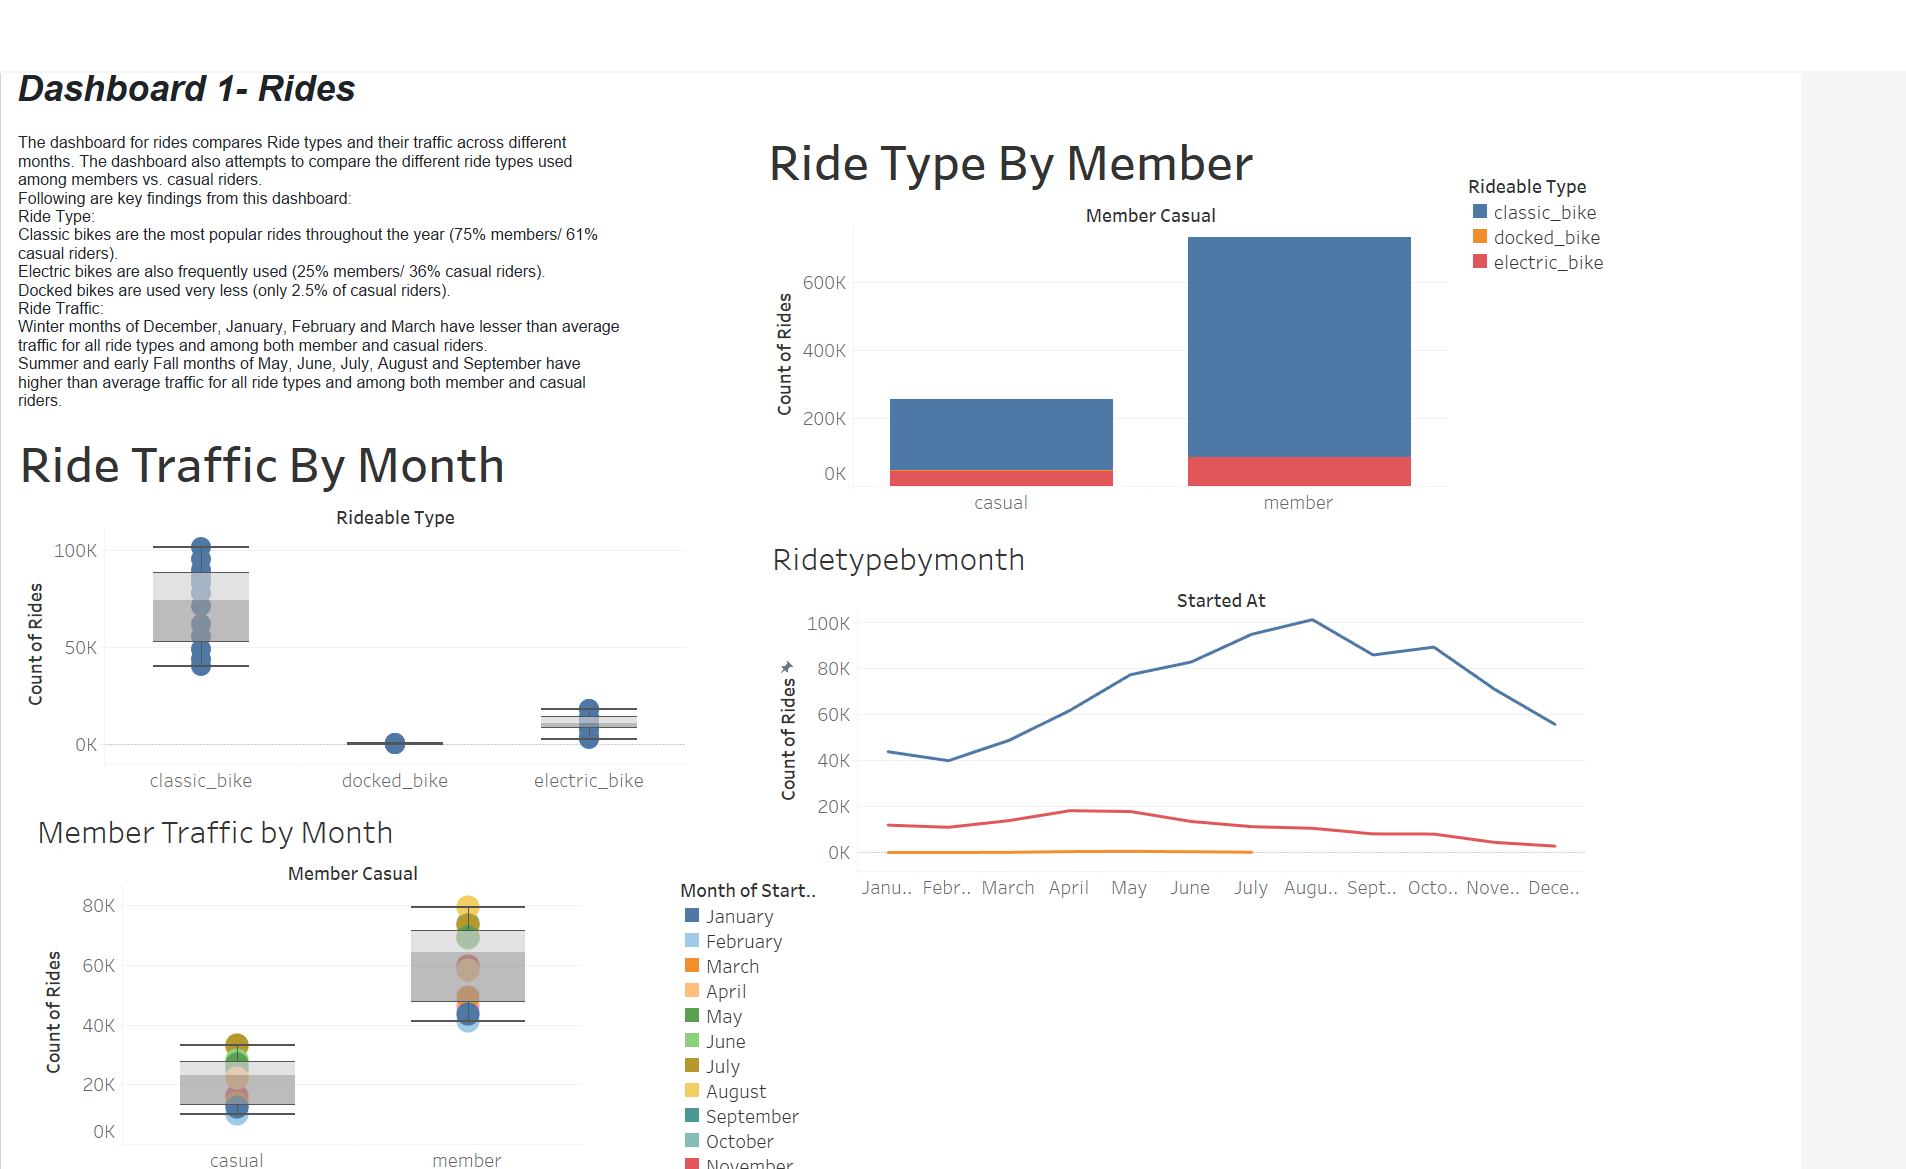 Dashboard 1- Rides
The dashboard for rides compares Ride types and their traffic across different
months. The dashboard also attempts to compare the different ride types used
among members vs. casual riders.
Following are key findings from this dashboard:
Ride Type:
Classic bikes are the most popular rides throughout the year (75% members/ 61%
casual riders).
Electric bikes are also frequently used (25% members/ 36% casual riders).
Docked bikes are used very less (only 2.5% of casual riders).
Ride Traffic:
Winter months of December, January, February and March have lesser than average
traffic for all ride types and among both member and casual riders.
Summer and early Fall months of May, June, July, August and September have
higher than average traffic for all ride types and among both member and casual
riders.
Ride Type By Member
Member Casual
Count of Rides
600K
400K
200K
0K
casual member
Rideable Type
classic_bike
docked_bike
electric_bike
Ride Traffic By Month
Rideable Type
Count of Rides
100K
50K
0K
classic_bike docked_bike electric_bike
Ridetypebymonth
Started At
Count of Rides
100K
80K
60K
40K
20K
0K
Janu.. Febr.. March April May June July Augu.. Sept.. Octo.. Nove.. Dece..
Member Traffic by Month
Member Casual
Count of Rides
80K
60K
40K
20K
0K
casual member
Month of Start..
January
February
March
April
May
June
July
August
September
October
November